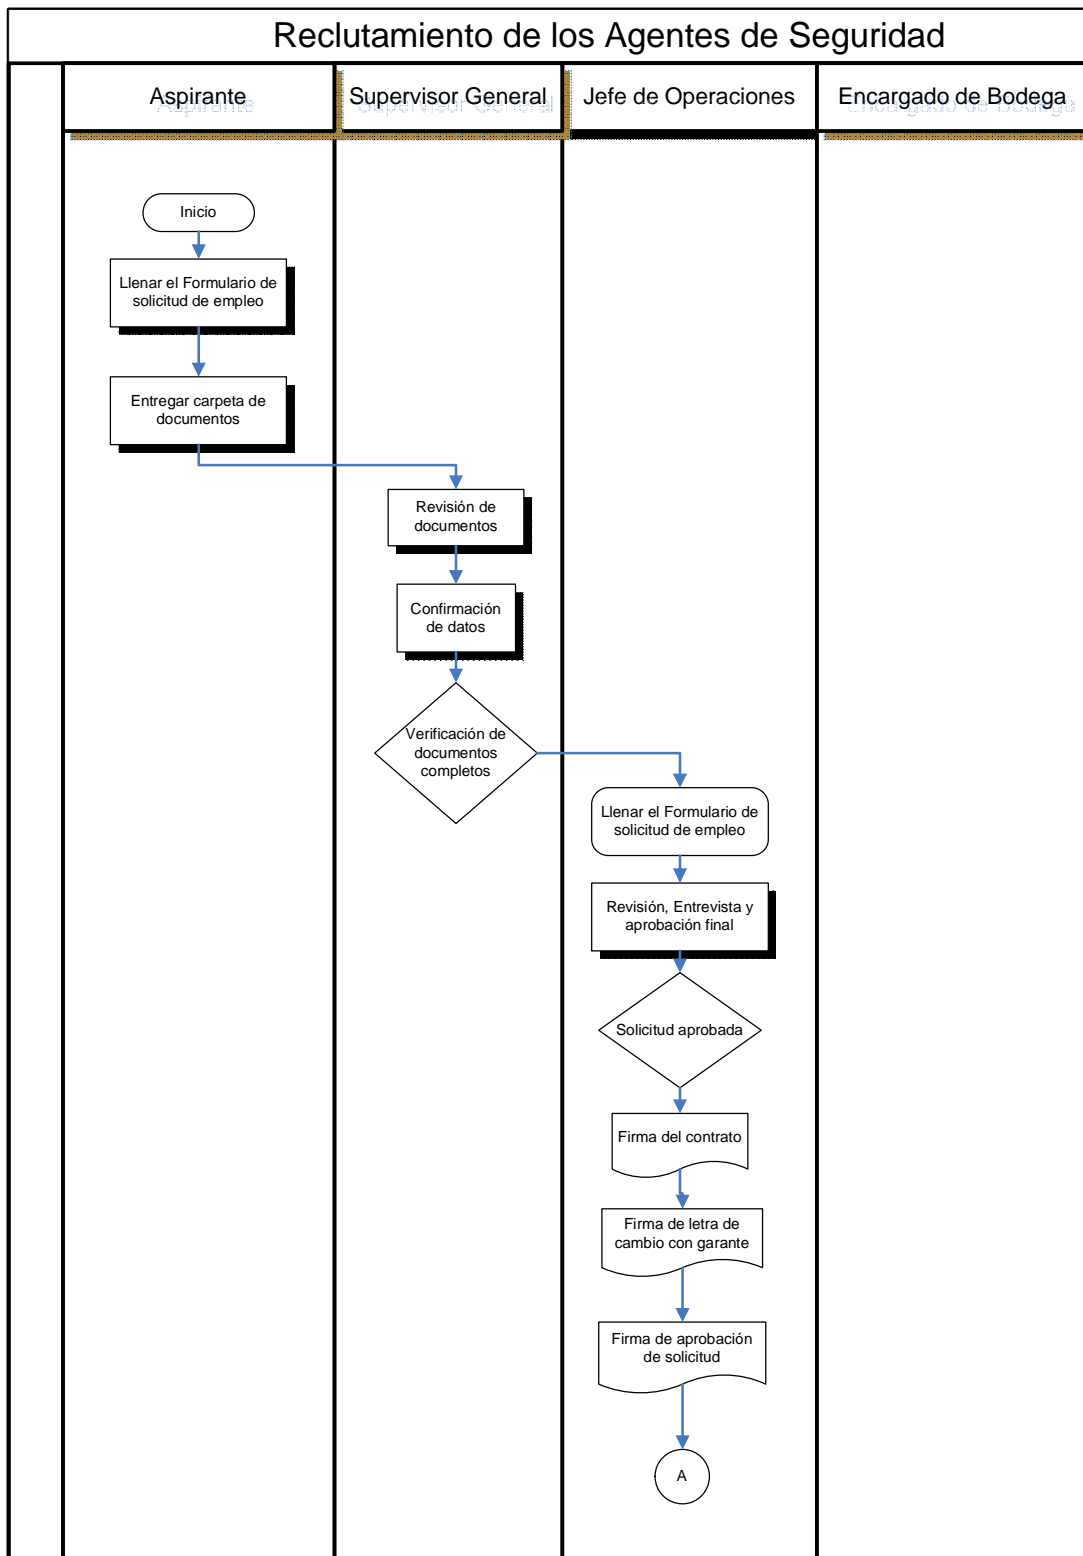 Reclutamiento de los Agentes de Seguridad
Aspirante
Supervisor General
Jefe de Operaciones
Encargado de Bodega
Inicio
Llenar el Formulario de
solicitud de empleo
Entregar carpeta de
documentos
Revisión de
documentos
Confirmación
de datos
Verificación de
documentos
completos
Llenar el Formulario de
solicitud de empleo
Revisión, Entrevista y
aprobación final
Solicitud aprobada
Firma del contrato
Firma de letra de
cambio con garante
Firma de aprobación
de solicitud
A